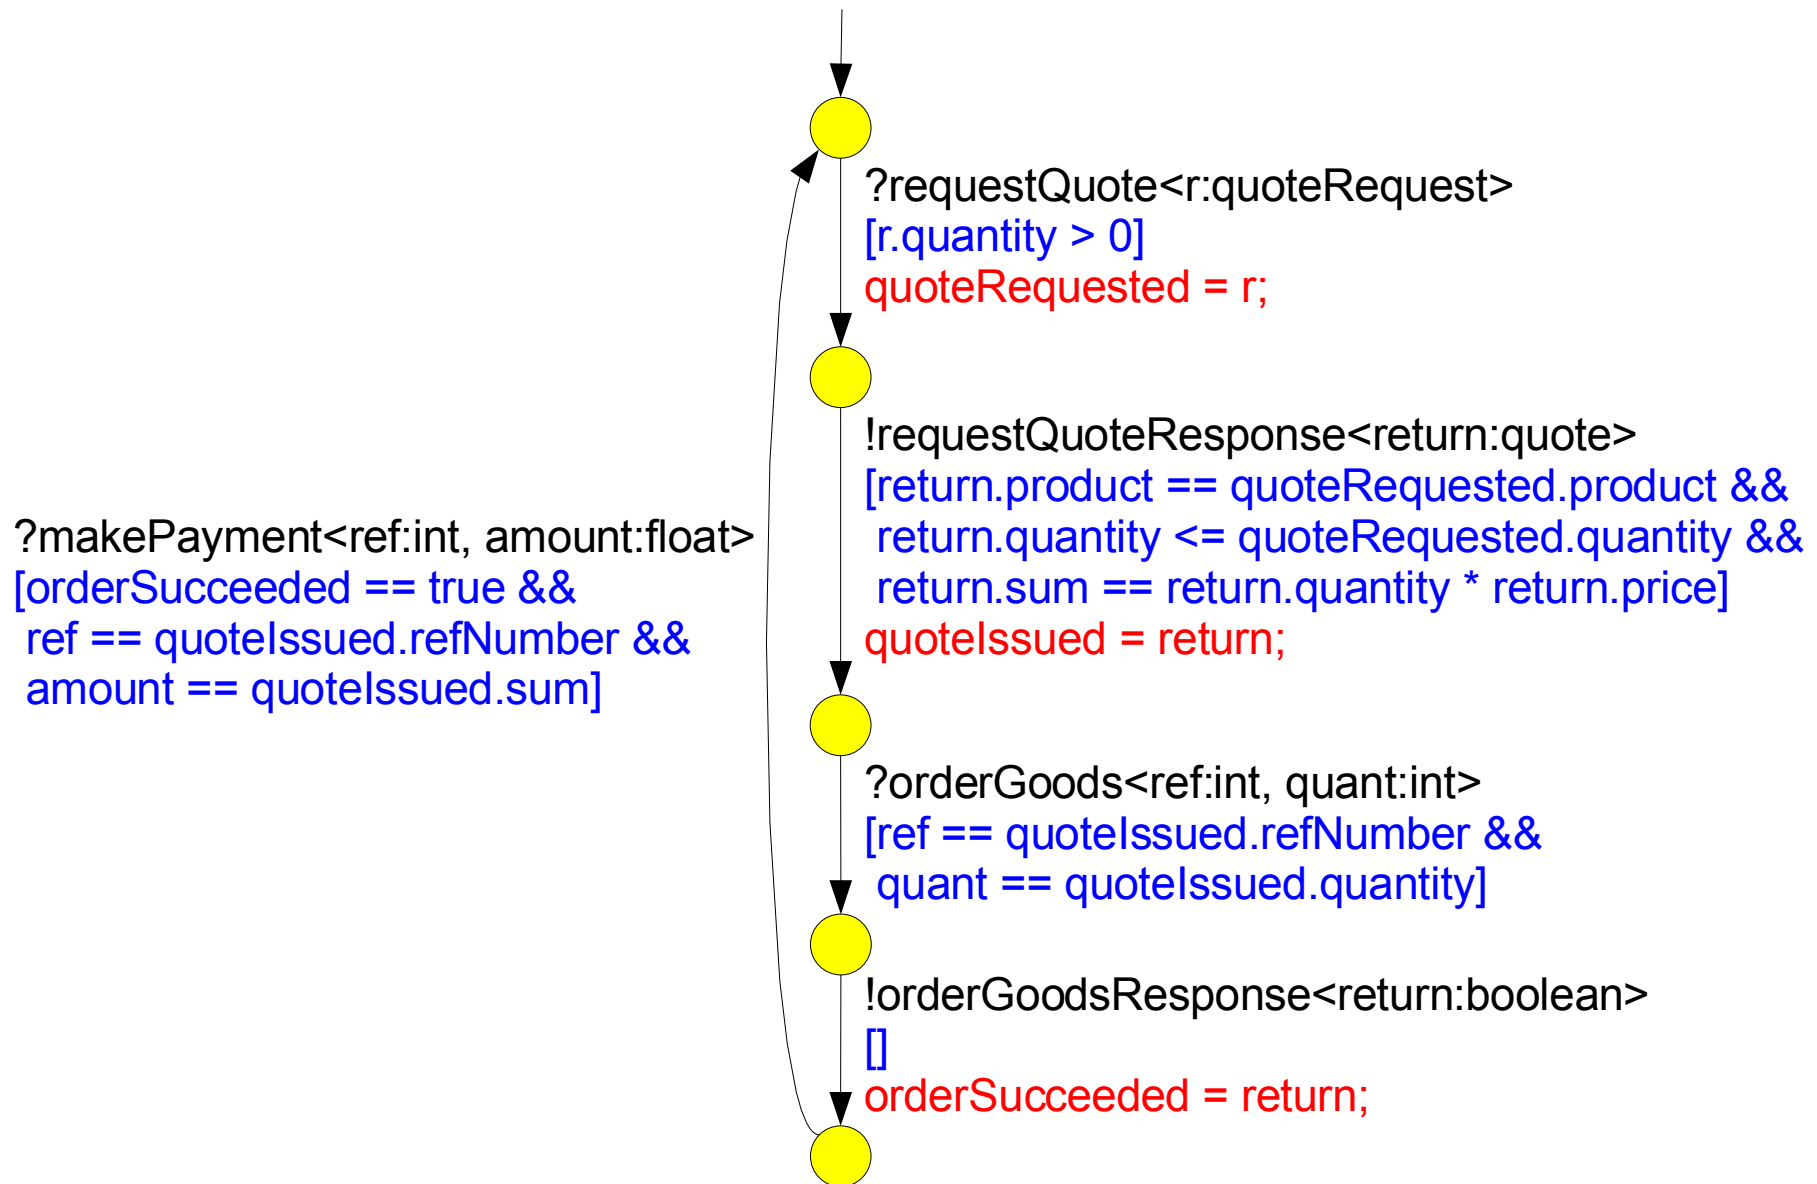 ?requestQuote<r:quoteRequest>
[r.quantity > 0]
quoteRequested = r;
!requestQuoteResponse<return:quote>
[return.product == quoteRequested.product &&
return.quantity <= quoteRequested.quantity &&
return.sum == return.quantity * return.price]
quoteIssued = return;
?makePayment<ref:int, amount:float>
[orderSucceeded == true &&
ref == quoteIssued.refNumber &&
amount == quoteIssued.sum]
?orderGoods<ref:int, quant:int>
[ref == quoteIssued.refNumber &&
quant == quoteIssued.quantity]
!orderGoodsResponse<return:boolean>
[]
orderSucceeded = return;